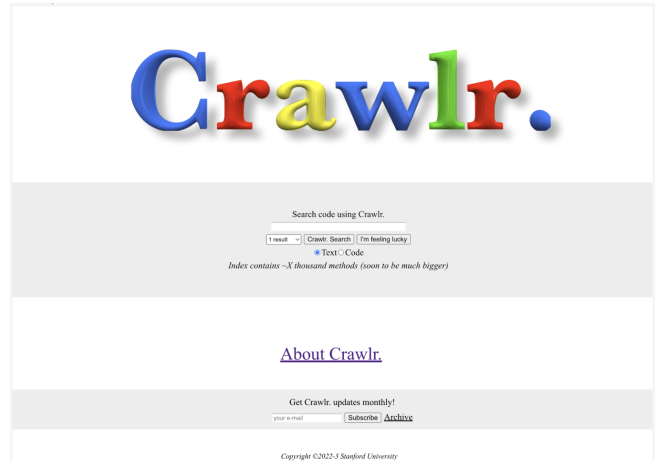 Crawlr.
Search code using Crawlr.
1 result Crawlr. Search I'm feeling lucky
Text Code
Index contains ~X thousand methods (soon to be much bigger)
About Crawlr.
Get Crawlr. updates monthly!
your e-mail Subscribe Archive
Copyright ©2022-3 Stanford University